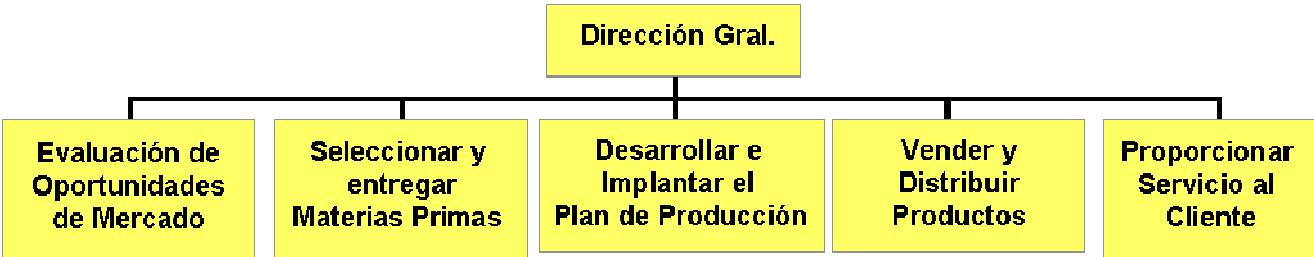 Dirección Gral.
Evaluación de
Oportunidades
de Mercado
Seleccionar y
entregar
Materias Primas
Desarrollar e
Implantar el
Plan de Producción
Vender y
Distribuir
Productos
Proporcionar
Servicio al
Cliente